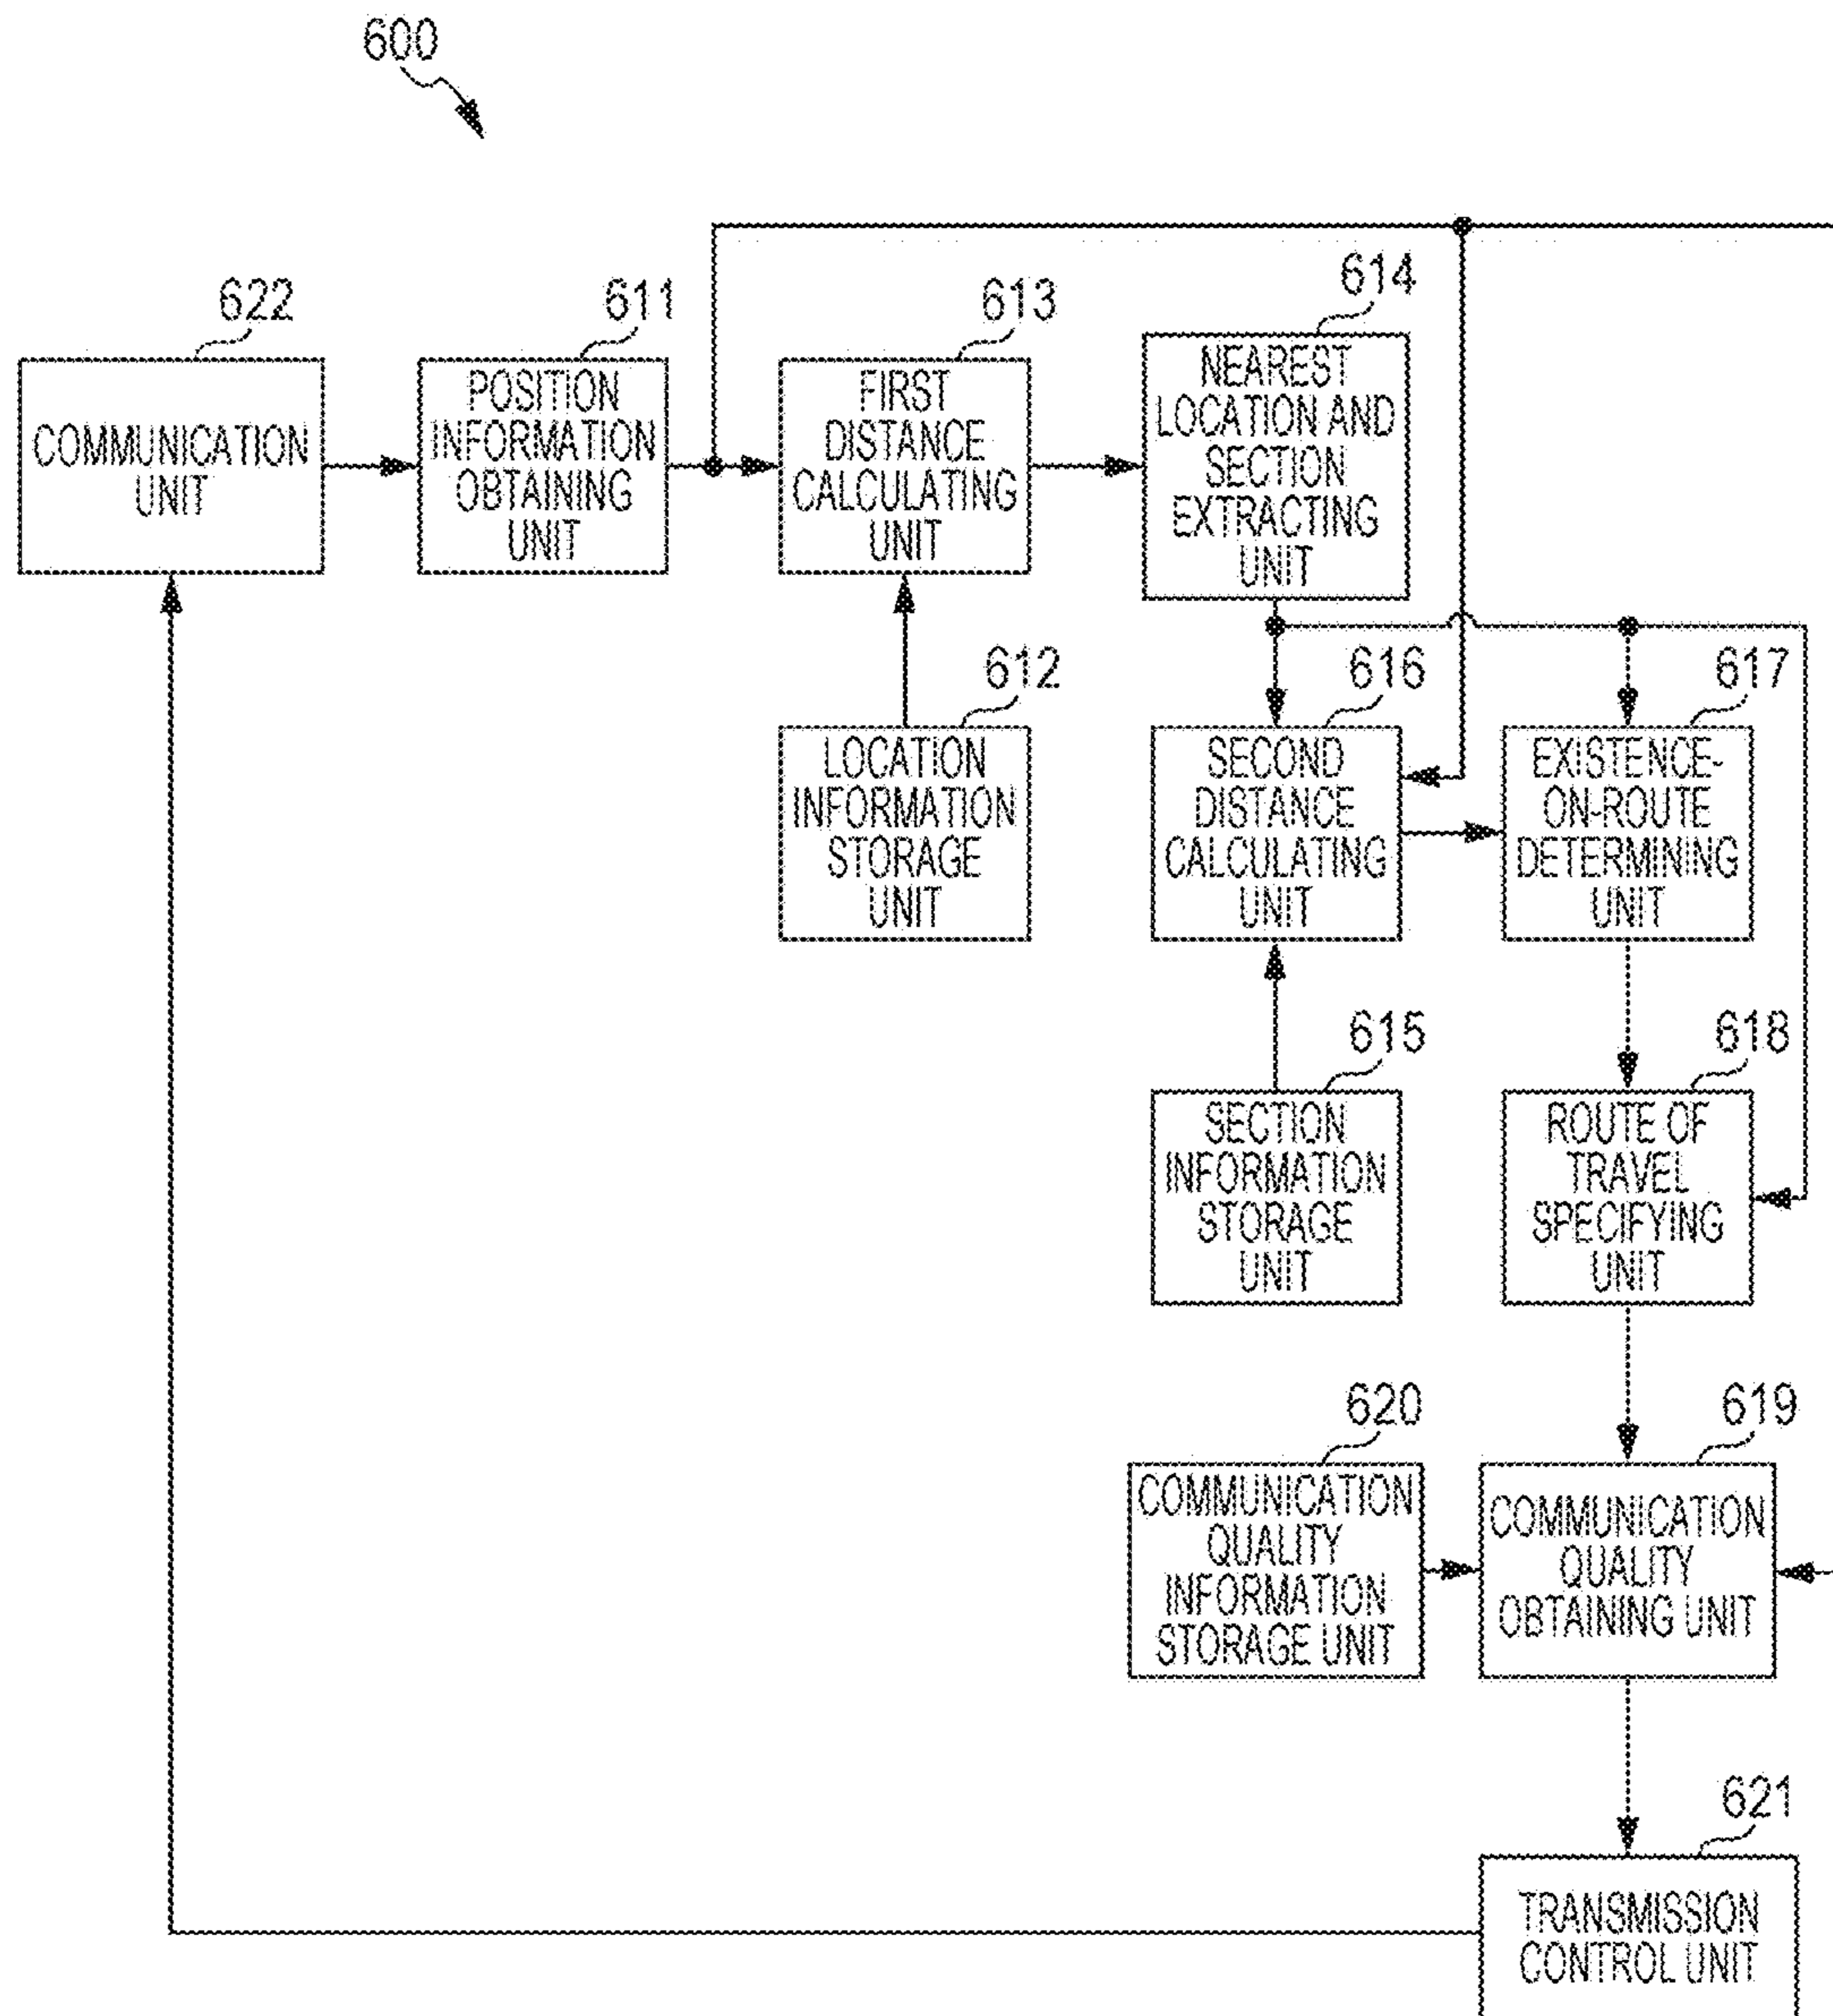 600
622
COMMUNICATION
UNIT
611
POSITION
INFORMATION
OBTAINING
UNIT
613
FIRST
DISTANCE
CALCULATING
UNIT
614
NEAREST
LOCATION AND
SECTION
EXTRACTING
UNIT
612
LOCATION
INFORMATION
STORAGE
UNIT
616
SECOND
DISTANCE
CALCULATING
UNIT
617
EXISTENCE-
ON-ROUTE
DETERMINING
UNIT
615
SECTION
INFORMATION
STORAGE
UNIT
618
ROUTE OF
TRAVEL
SPECIFYING
UNIT
620
COMMUNICATION
QUALITY
INFORMATION
STORAGE UNIT
619
COMMUNICATION
QUALITY
OBTAINING UNIT
621
TRANSMISSION
CONTROL UNIT